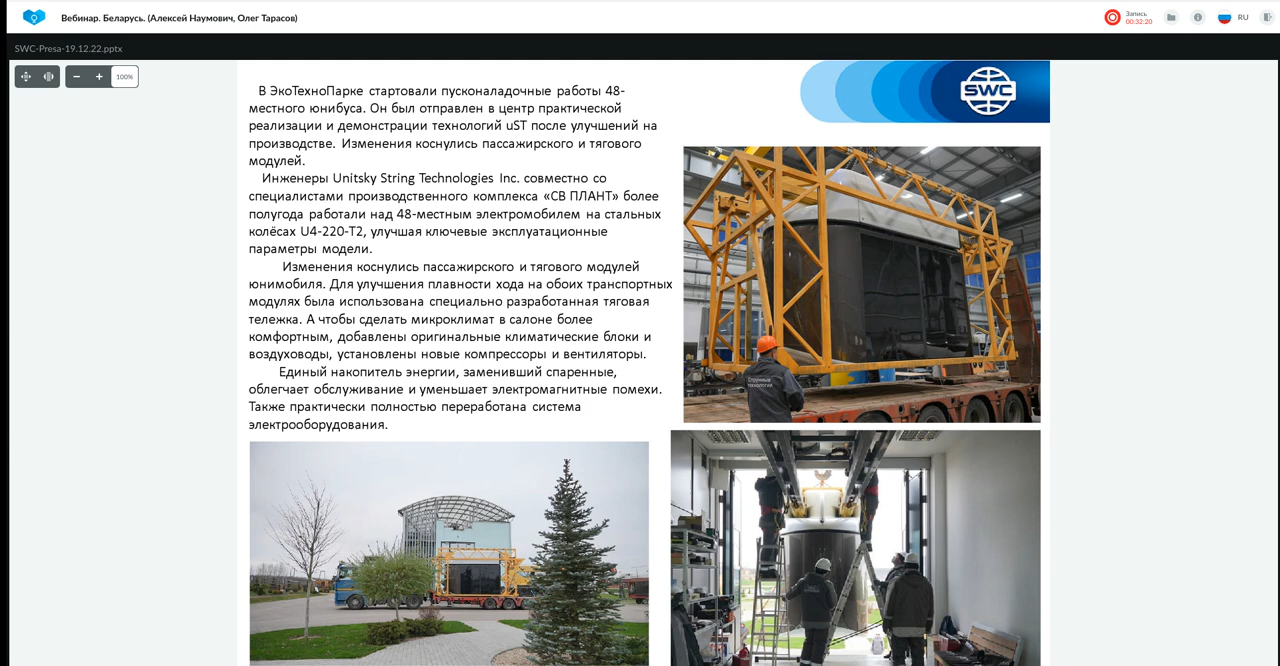 Вебинар. Беларусь. (Алексей Наумович, Олег Тарасов)
Запись
00:32:20
RU
SWC-Presa-19.12.22.pptx
100%
SWC
В ЭкоТехноПарке стартовали пусконаладочные работы 48-
местного юнибуса. Он был отправлен в центр практической
реализации и демонстрации технологий uST после улучшений на
производстве. Изменения коснулись пассажирского и тягового
модулей.
Инженеры Unitsky String Technologies Inc. совместно со
специалистами производственного комплекса «СВ ПЛАНТ» более
полугода работали над 48-местным электромобилем на стальных
колёсах U4-220-T2, улучшая ключевые эксплуатационные
параметры модели.
Изменения коснулись пассажирского и тягового модулей
юнимобиля. Для улучшения плавности хода на обоих транспортных
модулях была использована специально разработанная тяговая
тележка. А чтобы сделать микроклимат в салоне более
комфортным, добавлены оригинальные климатические блоки и
воздуховоды, установлены новые компрессоры и вентиляторы.
Единый накопитель энергии, заменивший спаренные,
облегчает обслуживание и уменьшает электромагнитные помехи.
Также практически полностью переработана система
электрооборудования.
Струнные
технологии